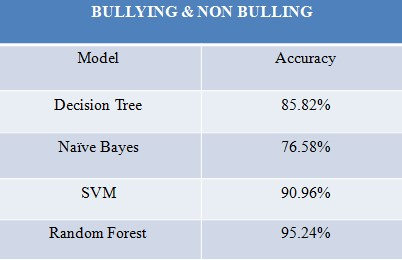 BULLYING & NON BULLING
Model Accuracy
Decision Tree 85.82%
Naïve Bayes 76.58%
SVM 90.96%
Random Forest 95.24%